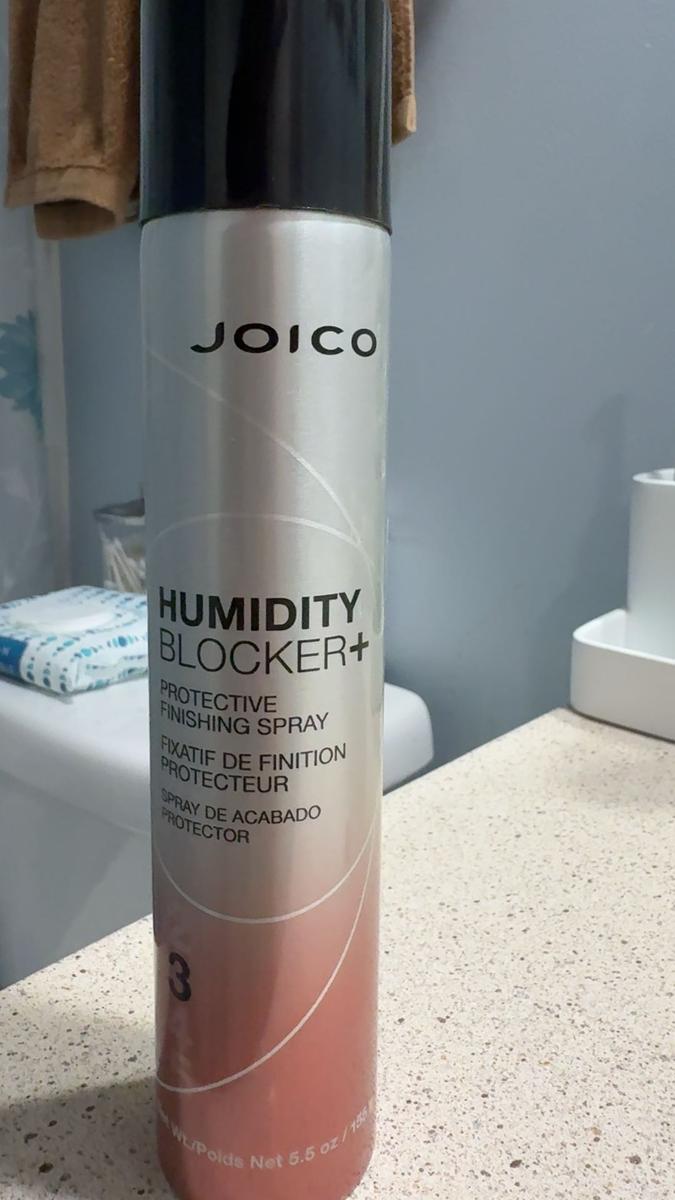 JOICO
HUMIDITY
BLOCKER+
PROTECTIVE
FINISHING SPRAY
FIXATIF DE FINITION
PROTECTEUR
SPRAY DE ACABADO
PROTECTOR
3
Wt./Poids Net 5.5 oz /